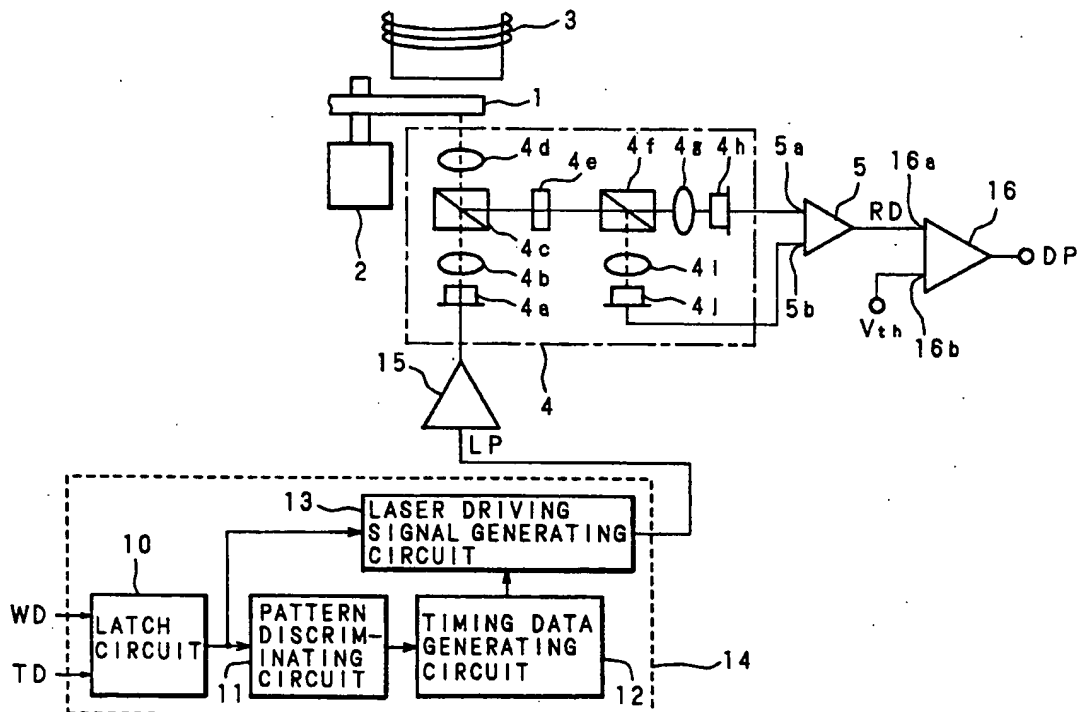 3
1
2
4d
4e
4f
4g
4h
4c
4b
4a
4i
4j
4
5a
5
5b
RD
16a
16
16b
DP
Vth
15
LP
13
LASER DRIVING
SIGNAL GENERATING
CIRCUIT
10
WD
TD
LATCH
CIRCUIT
PATTERN
DISCRIM-
INATING
CIRCUIT
11
TIMING DATA
GENERATING
CIRCUIT
12
14